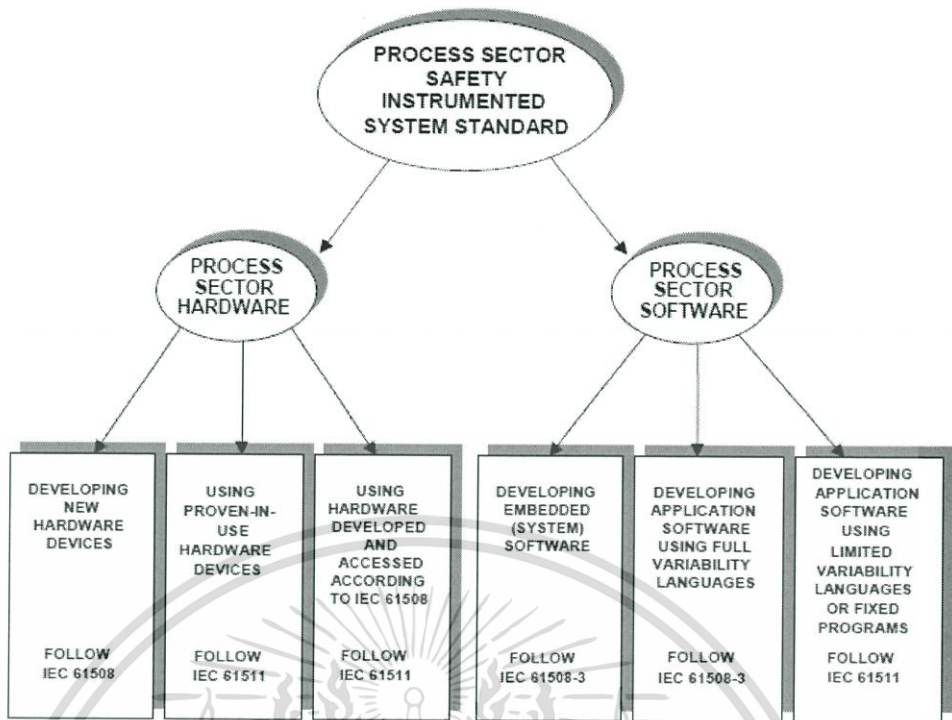 PROCESS SECTOR
SAFETY
INSTRUMENTED
SYSTEM STANDARD
PROCESS
SECTOR
HARDWARE
PROCESS
SECTOR
SOFTWARE
DEVELOPING
NEW
HARDWARE
DEVICES
FOLLOW
IEC 61508
USING
PROVEN-IN-
USE
HARDWARE
DEVICES
FOLLOW
IEC 61511
USING
HARDWARE
DEVELOPED
AND
ACCESSED
ACCORDING
TO IEC 61508
FOLLOW
IEC 61511
DEVELOPING
EMBEDDED
(SYSTEM)
SOFTWARE
FOLLOW
IEC 61508-3
DEVELOPING
APPLICATION
SOFTWARE
USING FULL
VARIABILITY
LANGUAGES
FOLLOW
IEC 61508-3
DEVELOPING
APPLICATION
SOFTWARE
USING
LIMITED
VARIABILITY
LANGUAGES
OR FIXED
PROGRAMS
FOLLOW
IEC 61511